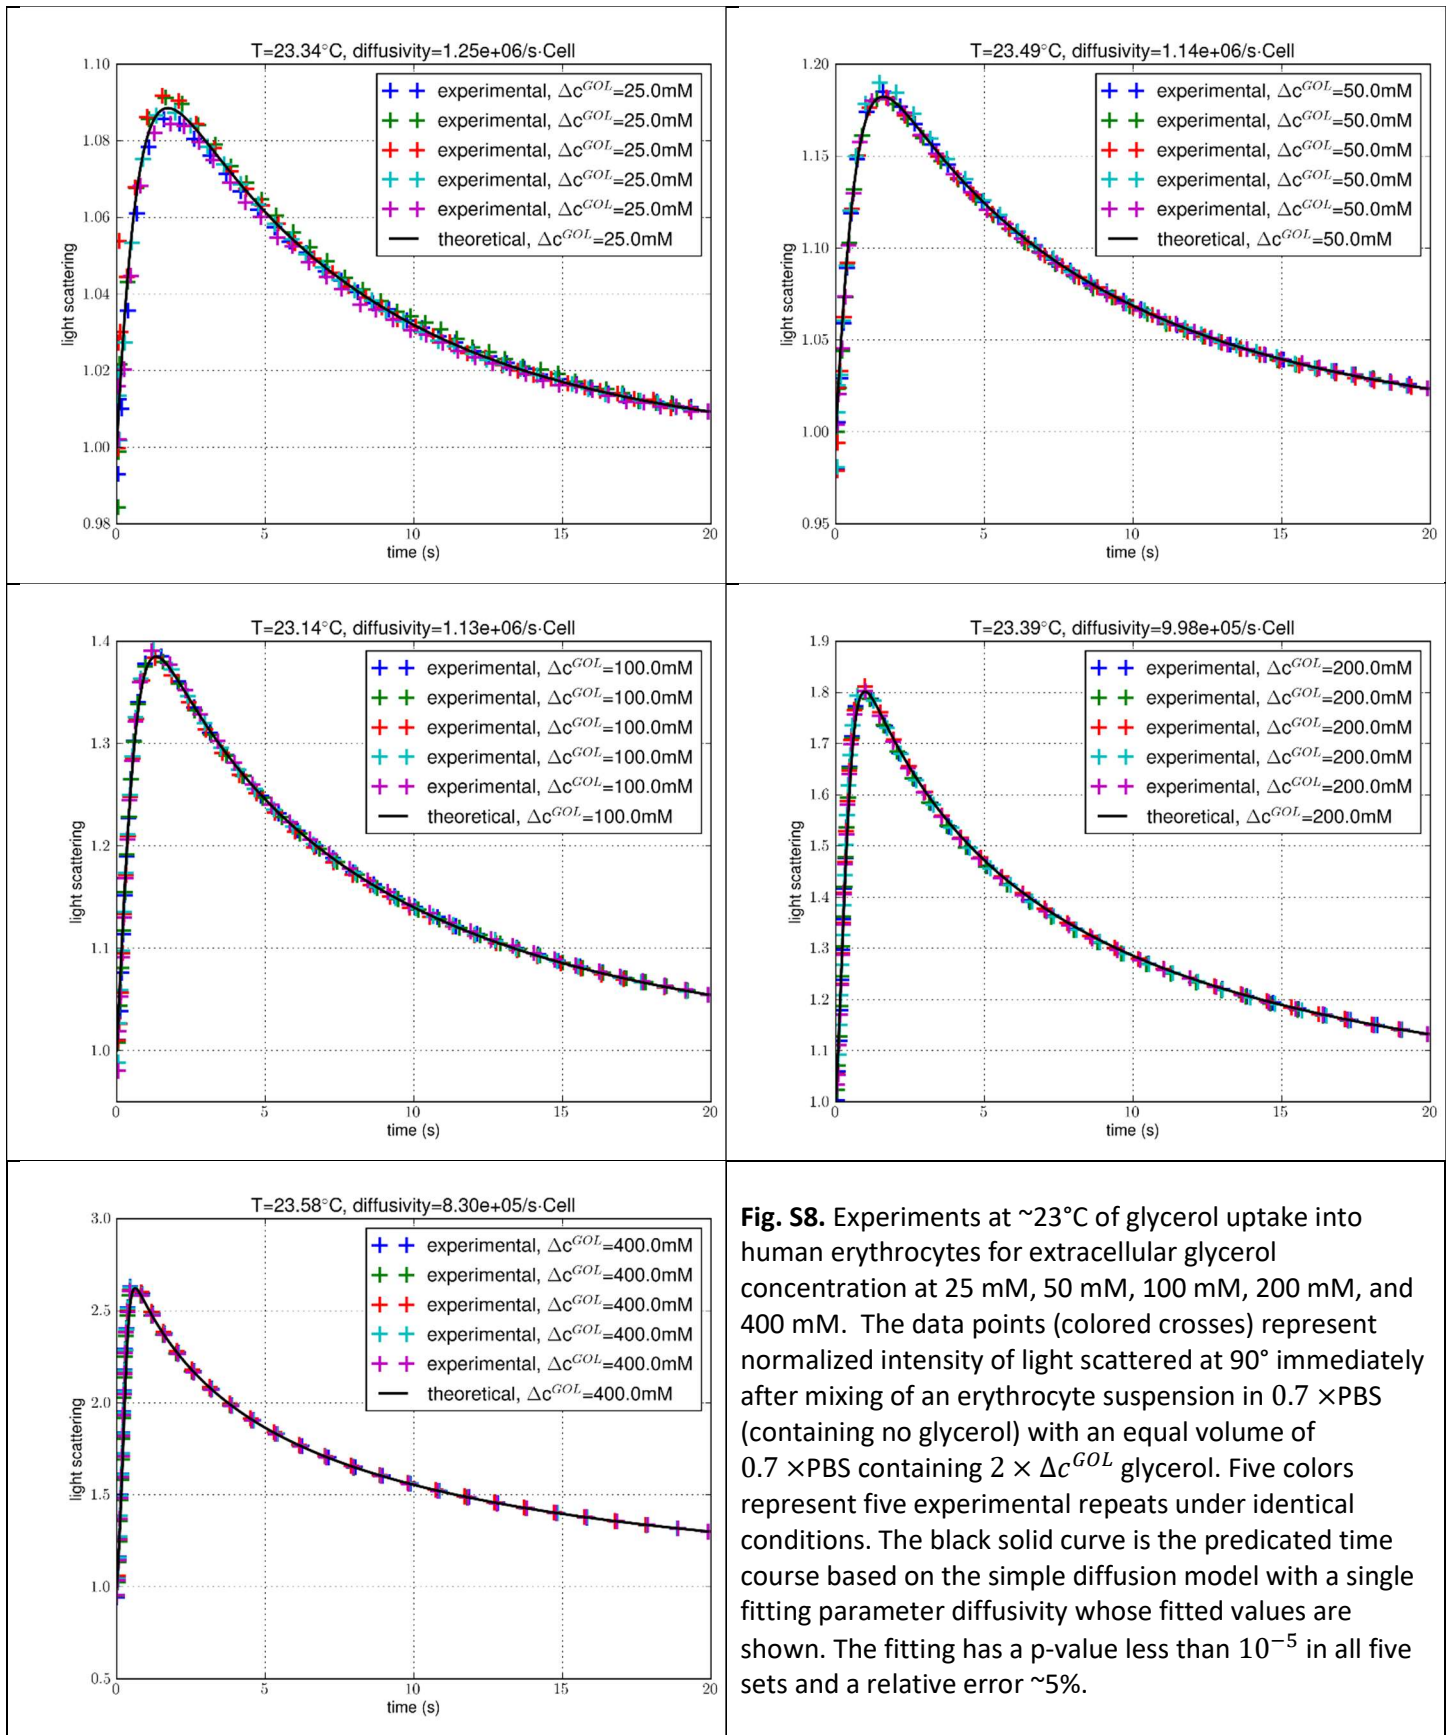 T=23.34°C, diffusivity=1.25e+06/s·Cell
1.10
1.08
1.06
1.04
1.02
1.00
0.98
light scattering
experimental, Δc^GOL=25.0mM
experimental, Δc^GOL=25.0mM
experimental, Δc^GOL=25.0mM
experimental, Δc^GOL=25.0mM
experimental, Δc^GOL=25.0mM
theoretical, Δc^GOL=25.0mM
0 5 10 15 20
time (s)
T=23.49°C, diffusivity=1.14e+06/s·Cell
1.20
1.15
1.10
1.05
1.00
0.95
light scattering
experimental, Δc^GOL=50.0mM
experimental, Δc^GOL=50.0mM
experimental, Δc^GOL=50.0mM
experimental, Δc^GOL=50.0mM
experimental, Δc^GOL=50.0mM
theoretical, Δc^GOL=50.0mM
0 5 10 15 20
time (s)
T=23.14°C, diffusivity=1.13e+06/s·Cell
1.4
1.3
1.2
1.1
1.0
light scattering
experimental, Δc^GOL=100.0mM
experimental, Δc^GOL=100.0mM
experimental, Δc^GOL=100.0mM
experimental, Δc^GOL=100.0mM
experimental, Δc^GOL=100.0mM
theoretical, Δc^GOL=100.0mM
0 5 10 15 20
time (s)
T=23.39°C, diffusivity=9.98e+05/s·Cell
1.9
1.8
1.7
1.6
1.5
1.4
1.3
1.2
1.1
1.0
light scattering
experimental, Δc^GOL=200.0mM
experimental, Δc^GOL=200.0mM
experimental, Δc^GOL=200.0mM
experimental, Δc^GOL=200.0mM
experimental, Δc^GOL=200.0mM
theoretical, Δc^GOL=200.0mM
0 5 10 15 20
time (s)
T=23.58°C, diffusivity=8.30e+05/s·Cell
3.0
2.5
2.0
1.5
1.0
0.5
light scattering
experimental, Δc^GOL=400.0mM
experimental, Δc^GOL=400.0mM
experimental, Δc^GOL=400.0mM
experimental, Δc^GOL=400.0mM
experimental, Δc^GOL=400.0mM
theoretical, Δc^GOL=400.0mM
0 5 10 15 20
time (s)
Fig. S8. Experiments at ~23°C of glycerol uptake into
human erythrocytes for extracellular glycerol
concentration at 25 mM, 50 mM, 100 mM, 200 mM, and
400 mM. The data points (colored crosses) represent
normalized intensity of light scattered at 90° immediately
after mixing of an erythrocyte suspension in 0.7 ×PBS
(containing no glycerol) with an equal volume of
0.7 ×PBS containing 2 × Δc^GOL glycerol. Five colors
represent five experimental repeats under identical
conditions. The black solid curve is the predicated time
course based on the simple diffusion model with a single
fitting parameter diffusivity whose fitted values are
shown. The fitting has a p-value less than 10^−5 in all five
sets and a relative error ~5%.